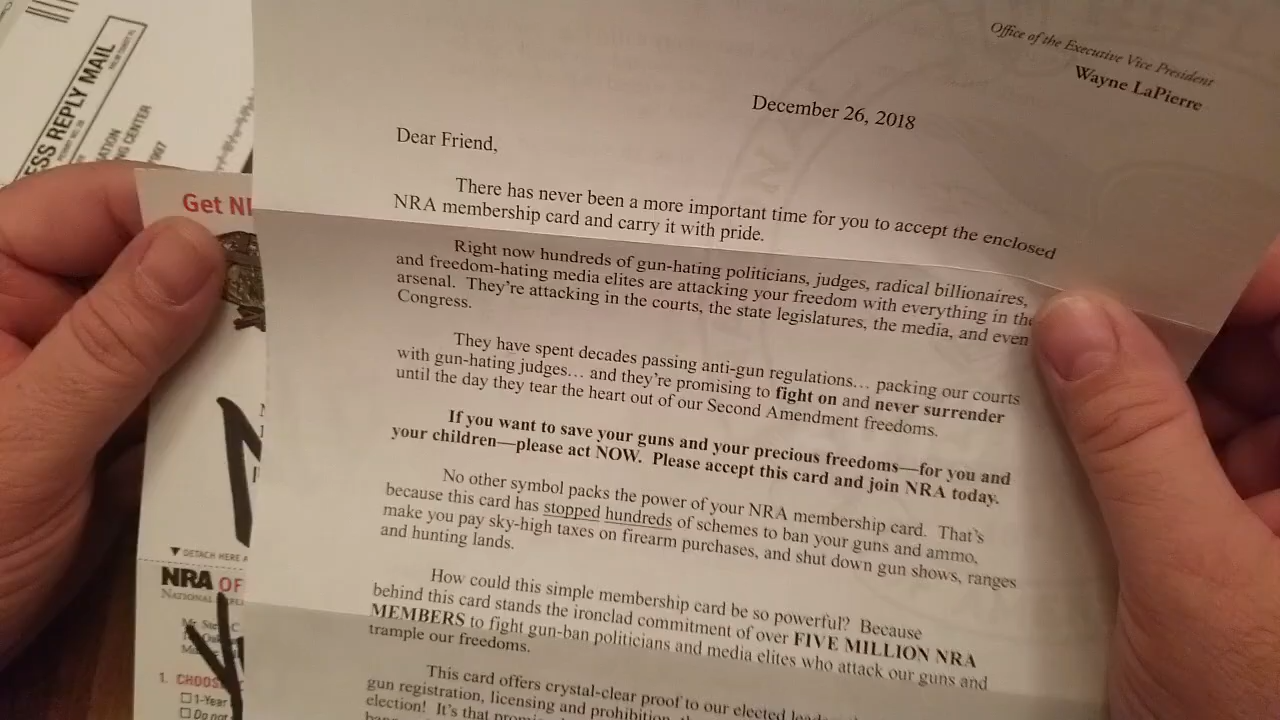 Office of the Executive Vice President
Wayne LaPierre
December 26, 2018
Dear Friend,
There has never been a more important time for you to accept the enclosed
NRA membership card and carry it with pride.
Right now hundreds of gun-hating politicians, judges, radical billionaires,
and freedom-hating media elites are attacking your freedom with everything in the
arsenal. They're attacking in the courts, the state legislatures, the media, and even
Congress.
They have spent decades passing anti-gun regulations... packing our courts
with gun-hating judges... and they're promising to fight on and never surrender
until the day they tear the heart out of our Second Amendment freedoms.
If you want to save your guns and your precious freedoms—for you and
your children—please act NOW. Please accept this card and join NRA today.
No other symbol packs the power of your NRA membership card. That's
because this card has stopped hundreds of schemes to ban your guns and ammo,
make you pay sky-high taxes on firearm purchases, and shut down gun shows, ranges
and hunting lands.
How could this simple membership card be so powerful? Because
behind this card stands the ironclad commitment of over FIVE MILLION NRA
MEMBERS to fight gun-ban politicians and media elites who attack our guns and
trample our freedoms.
This card offers crystal-clear proof to our elected
gun registration, licensing and prohibition,
election! It's that
ESS REPLY MAIL
ATION
NG CENTER
Get
DETACH HERE
NRA OF
NATIONAL
1. CHOOS
1-Year
Do not